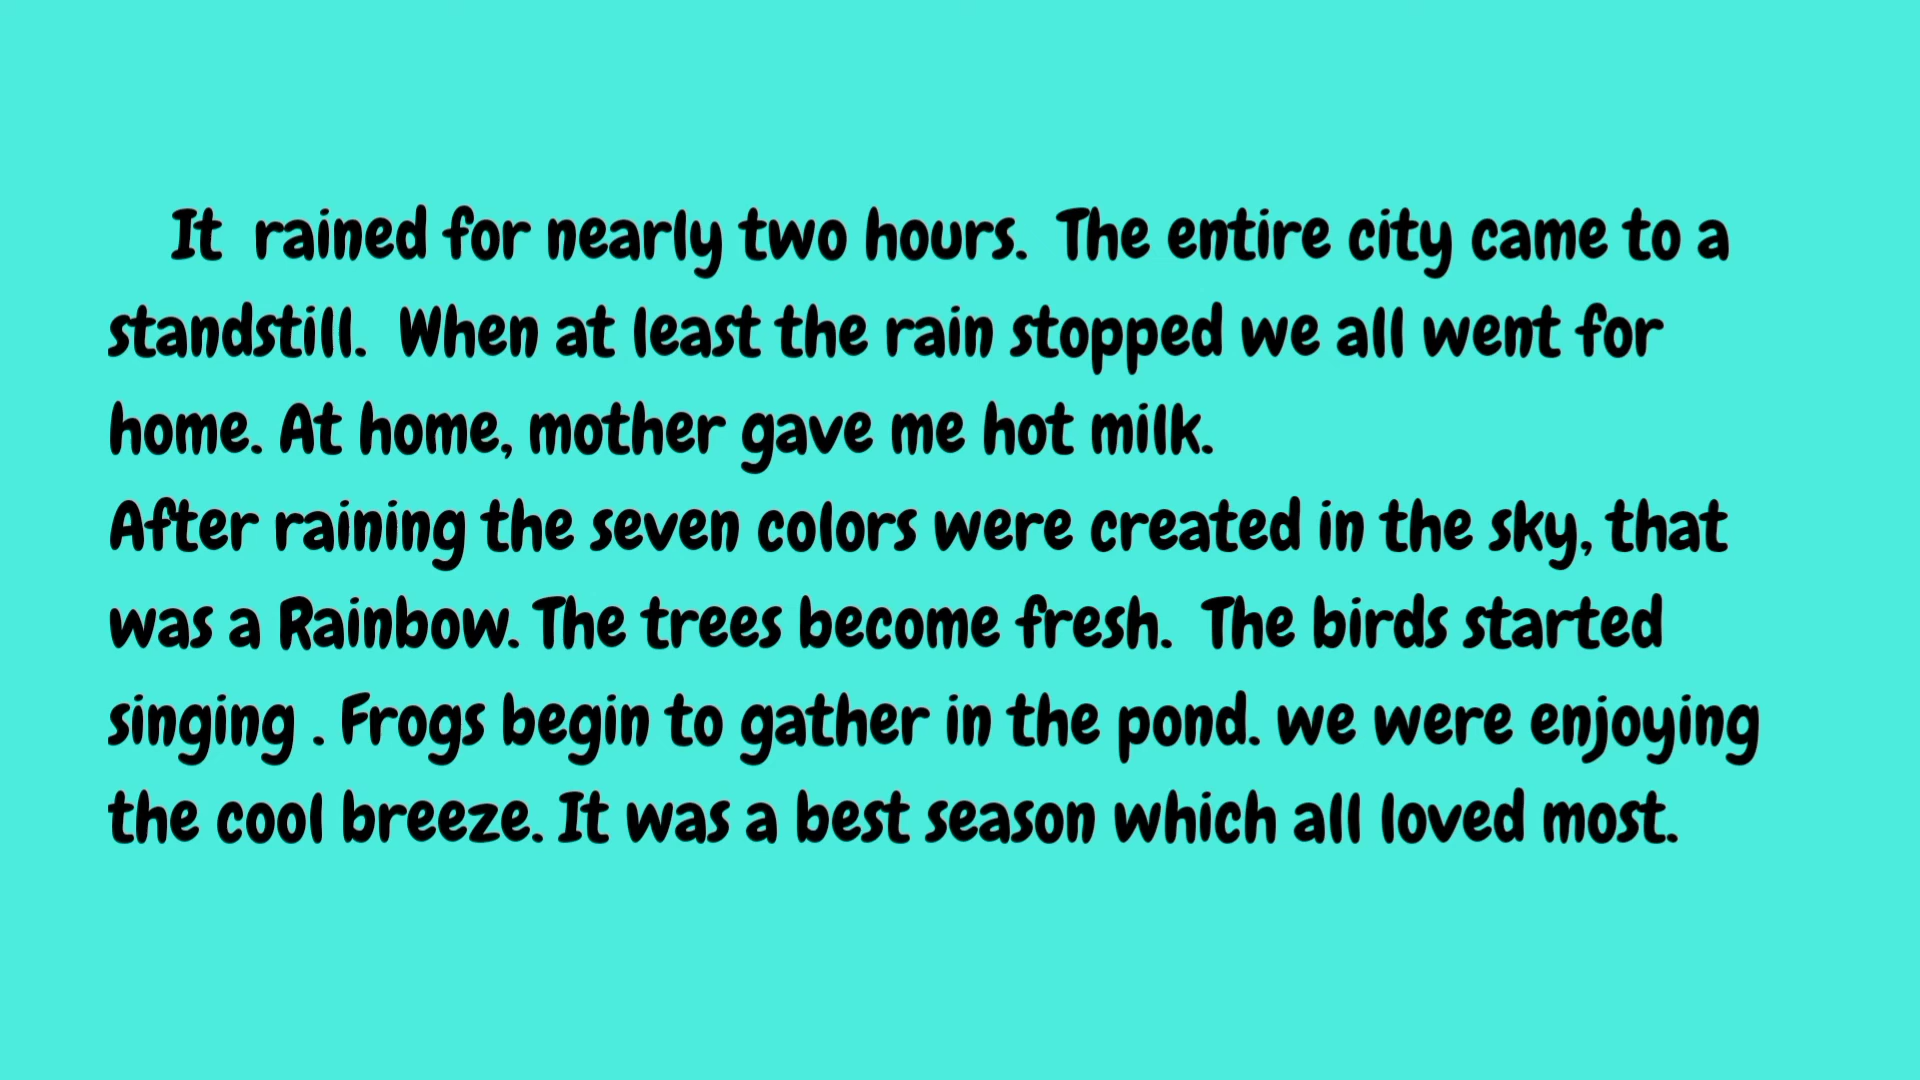 It rained for nearly two hours. The entire city came to a
standstill. When at least the rain stopped we all went for
home. At home, mother gave me hot milk.
After raining the seven colors were created in the sky, that
was a Rainbow. The trees become fresh. The birds started
singing . Frogs begin to gather in the pond. we were enjoying
the cool breeze. It was a best season which all loved most.